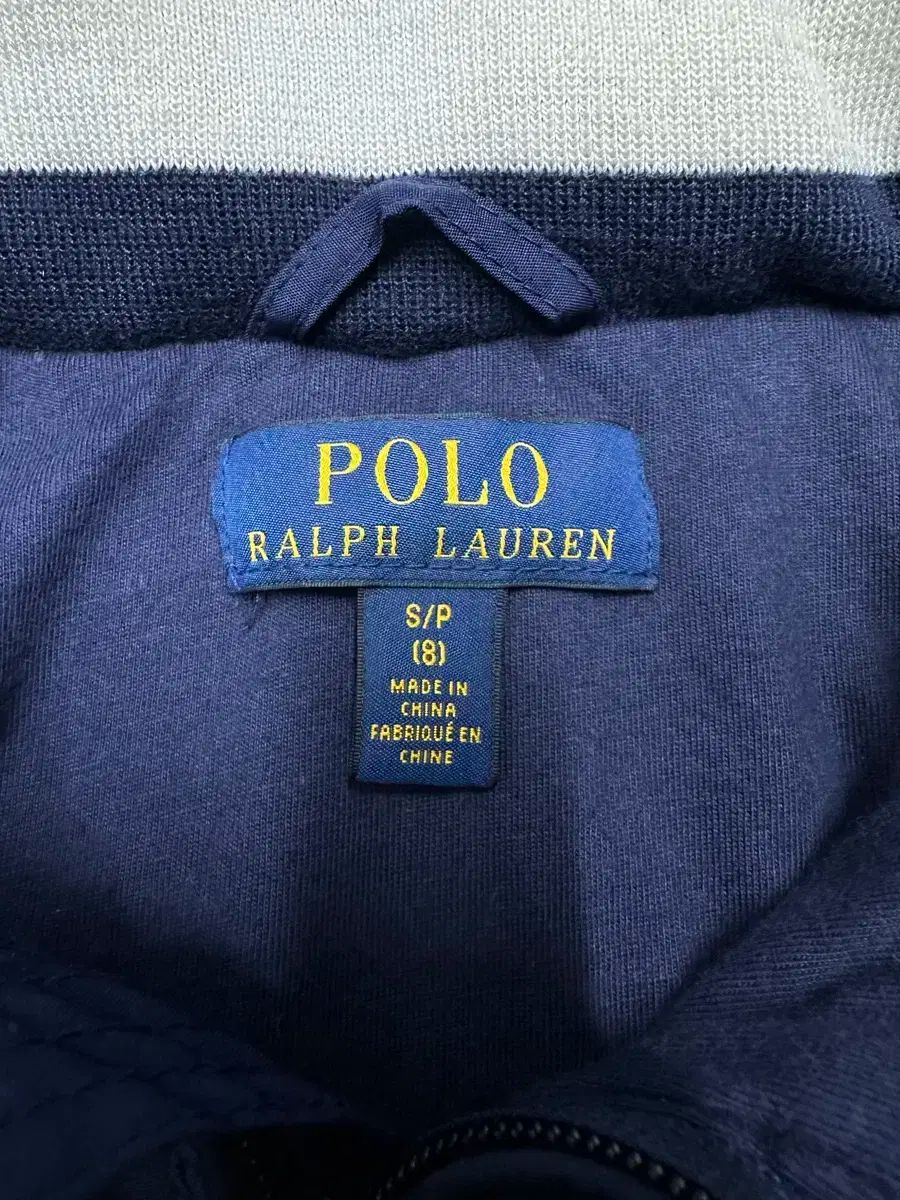 POLO
RALPH LAUREN
S/P
(8)
MADE IN
CHINA
FABRIQUÉ EN
CHINE